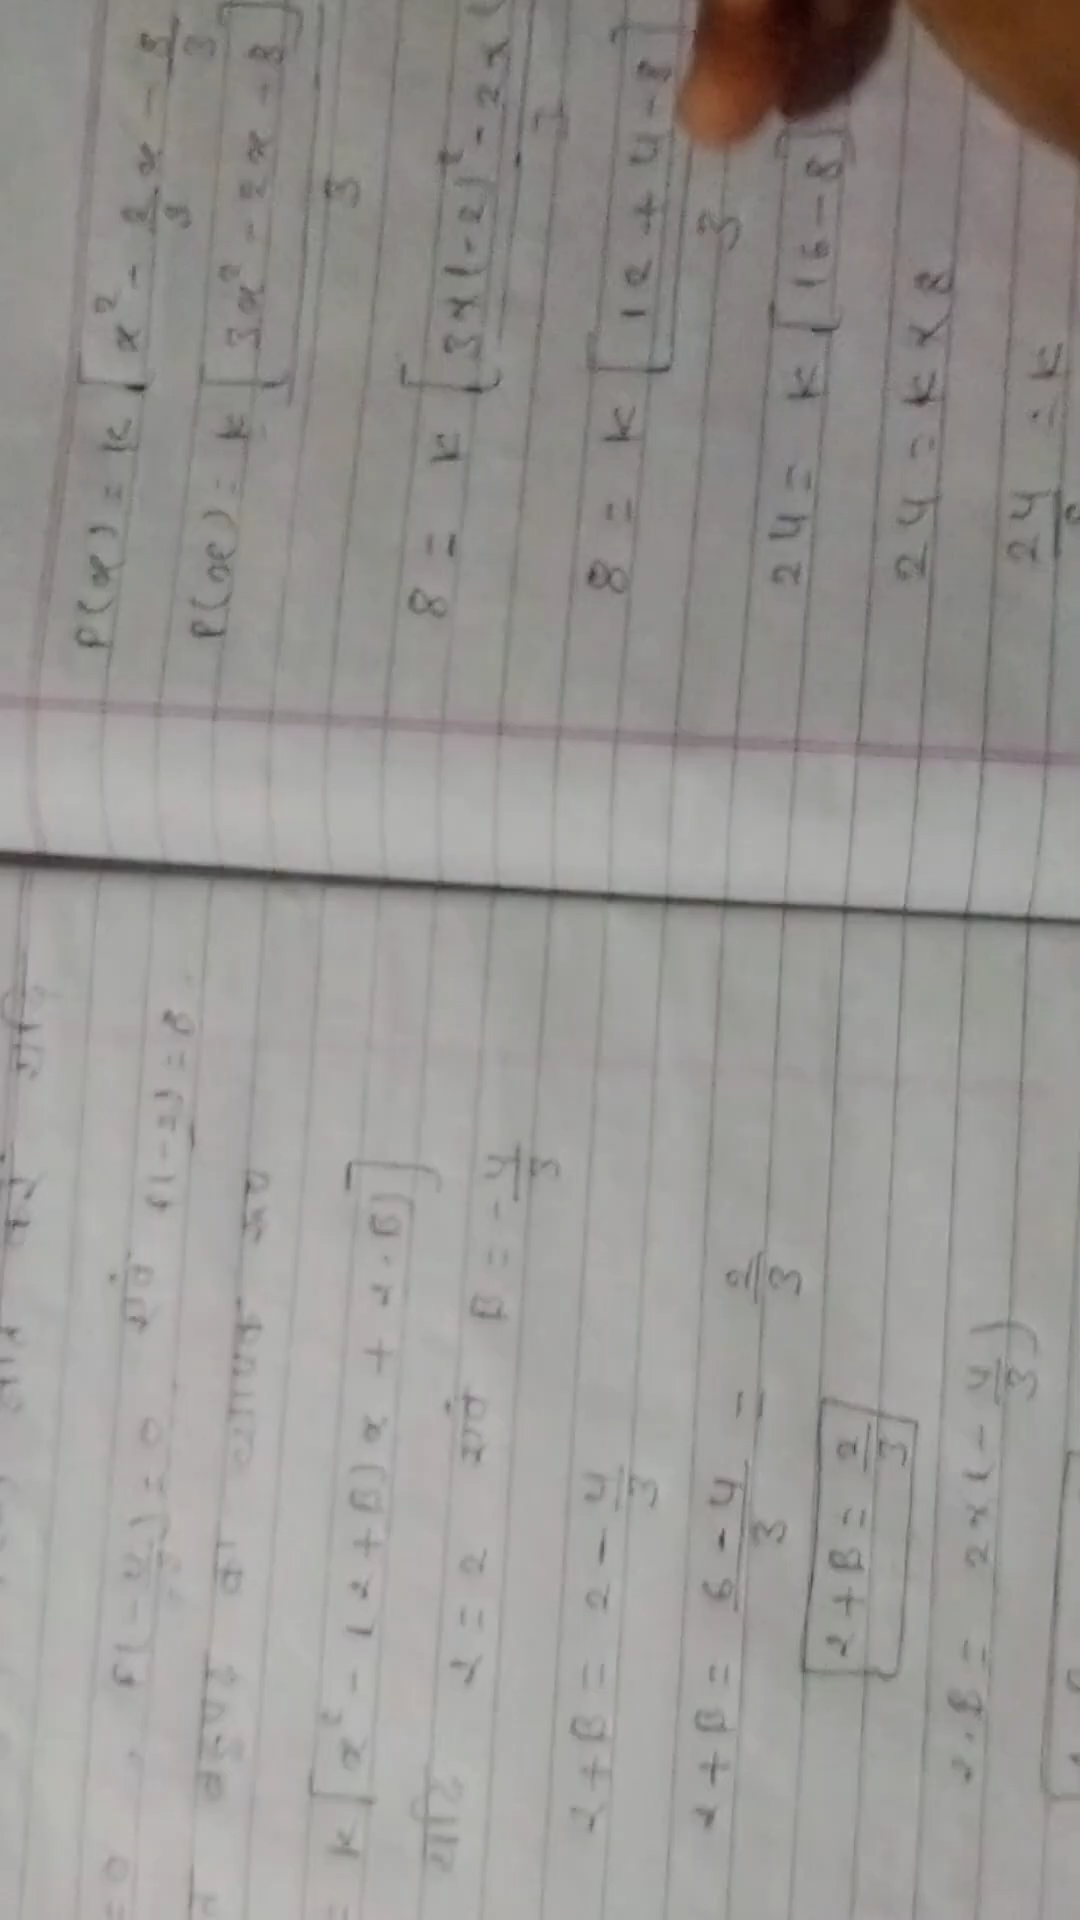 =0 , P(-4/3) = 0 एवं P(-2) = 8
बहुपद का व्यापक रूप
= K [x² - (α+β)x + α.β]
यदि α = 2 एवं β = -4/3
α+β = 2 - 4/3
α+β = 6-4/3 = 2/3
α+β = 2/3
α.β = 2×(-4/3)
P(x) = K [x² - 2/3 x - 8/3]
P(x) = K [3x² - 2x - 8]/3
8 = K [3×(-2)² - 2×(
8 = K [12+4-8]/3
24 = K [16-8]
24 = K×8
24/8 = K